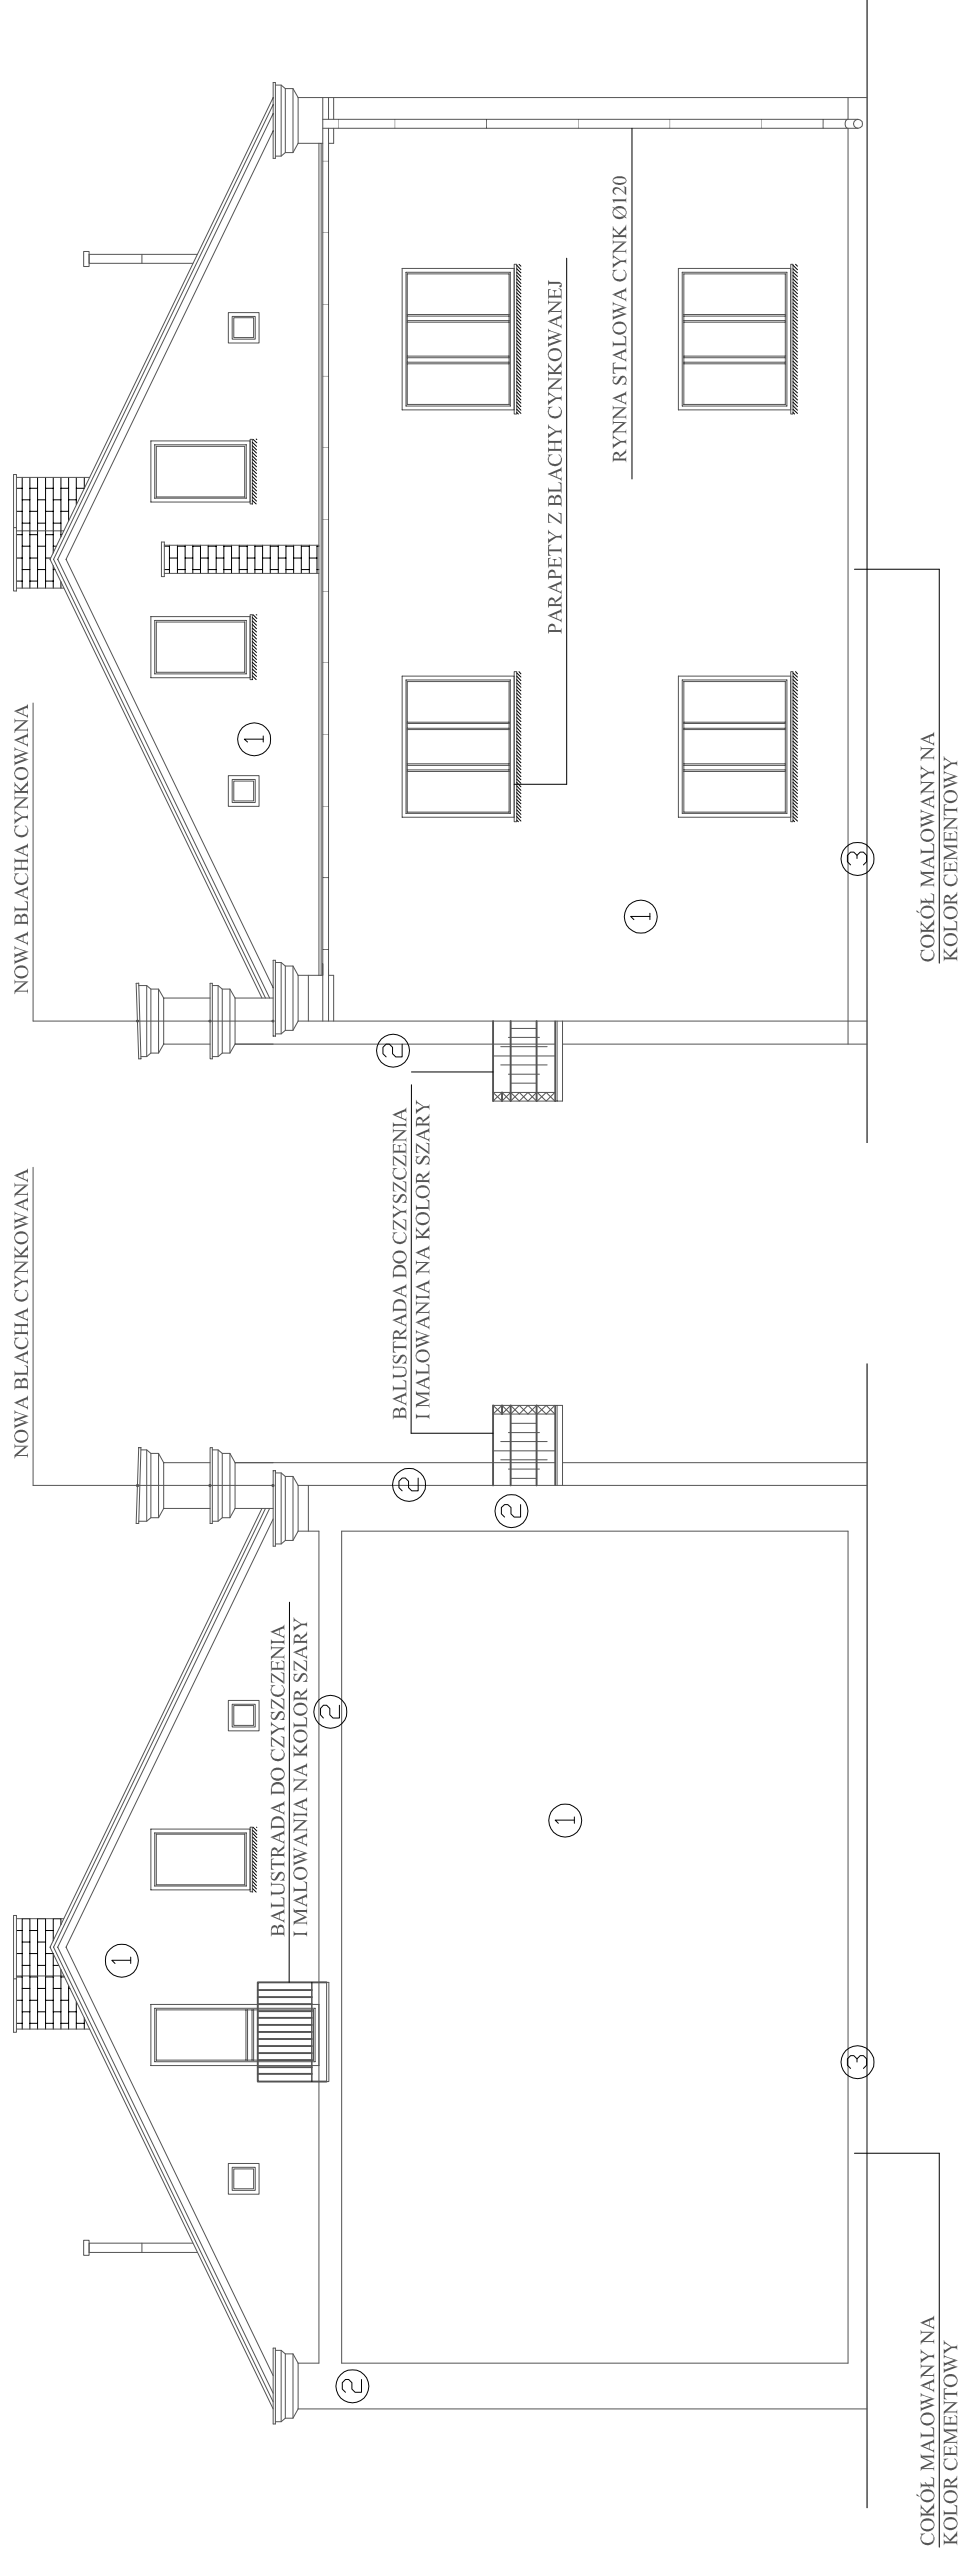 NOWA BLACHA CYNKOWANA
BALUSTRADA DO CZYSZCZENIA
I MALOWANIA NA KOLOR SZARY
BALUSTRADA DO CZYSZCZENIA
I MALOWANIA NA KOLOR SZARY
1
2
2
2
2
1
3
COKÓŁ MALOWANY NA
KOLOR CEMENTOWY
NOWA BLACHA CYNKOWANA
1
2
PARAPETY Z BLACHY CYNKOWANEJ
RYNNA STALOWA CYNK Ø120
1
3
COKÓŁ MALOWANY NA
KOLOR CEMENTOWY